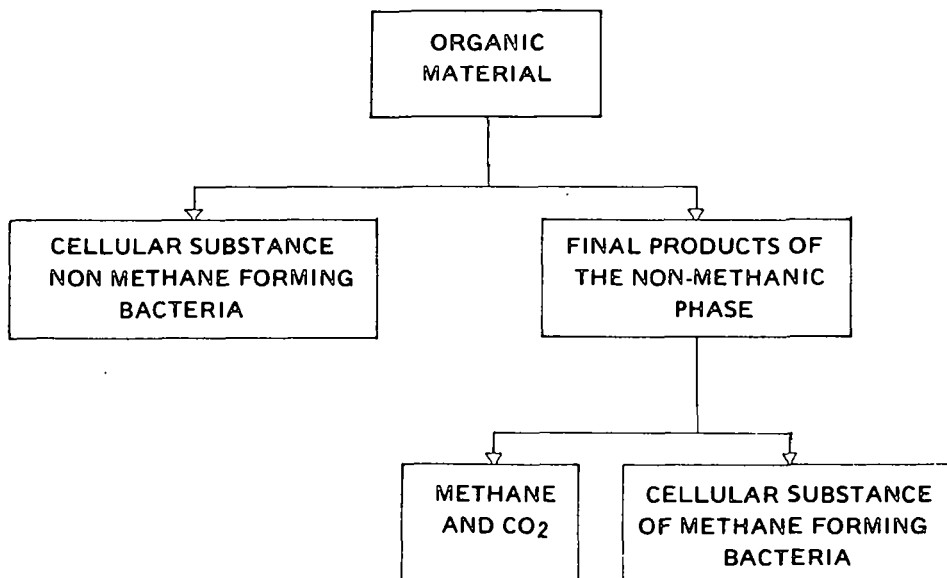 ORGANIC
MATERIAL
CELLULAR SUBSTANCE
NON METHANE FORMING
BACTERIA
FINAL PRODUCTS OF
THE NON-METHANIC
PHASE
METHANE
AND CO₂
CELLULAR SUBSTANCE
OF METHANE FORMING
BACTERIA